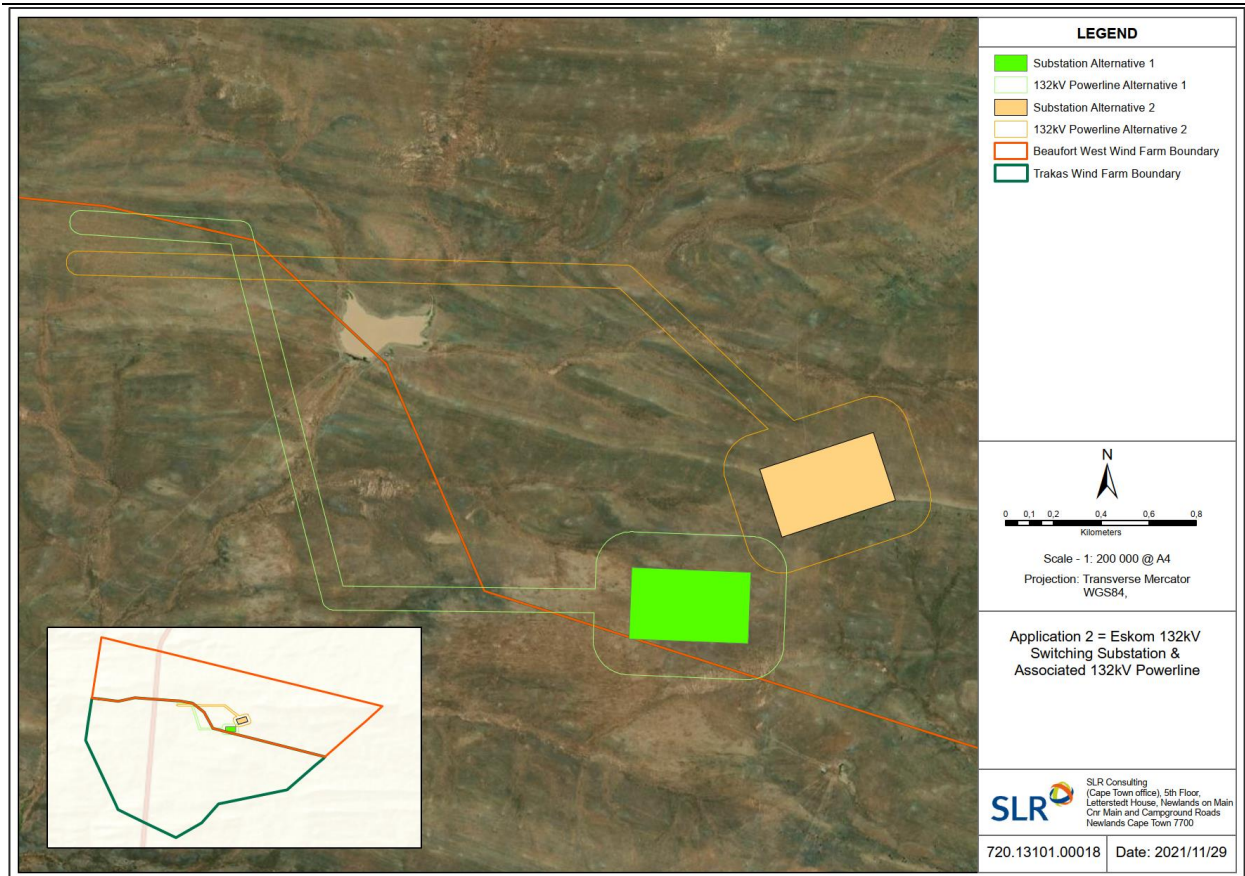 LEGEND
Substation Alternative 1
132kV Powerline Alternative 1
Substation Alternative 2
132kV Powerline Alternative 2
Beaufort West Wind Farm Boundary
Trakas Wind Farm Boundary
N
0 0,1 0,2 0,4 0,6 0,8
Kilometers
Scale - 1: 200 000 @ A4
Projection: Transverse Mercator
WGS84,
Application 2 = Eskom 132kV
Switching Substation &
Associated 132kV Powerline
SLR
SLR Consulting
(Cape Town office), 5th Floor,
Letterstedt House, Newlands on Main
Cnr Main and Campground Roads
Newlands Cape Town 7700
720.13101.00018
Date: 2021/11/29